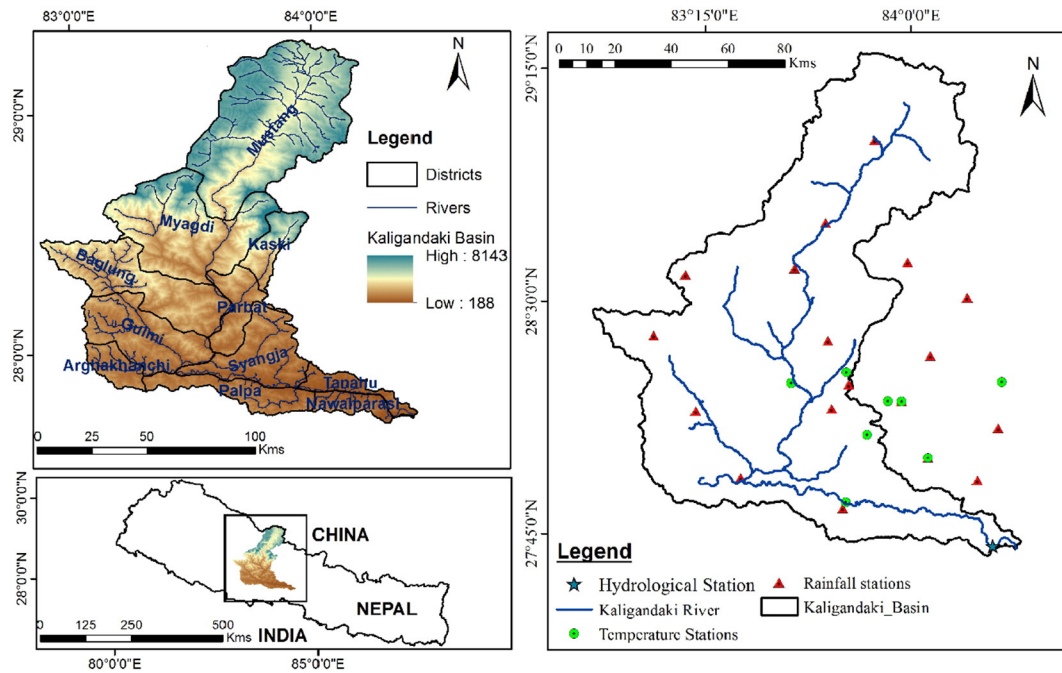 83°0'0"E
84°0'0"E
29°0'0"N
28°0'0"N
N
Mustang
Myagdi
Kaski
Baglung
Parbat
Gulmi
Syangja
Arghakhanchi
Tanahu
Palpa
Nawalparasi
Legend
Districts
Rivers
Kaligandaki Basin
High : 8143
Low : 188
0 25 50 100
Kms
30°0'0"N
28°0'0"N
CHINA
NEPAL
INDIA
0 125 250 500
Kms
80°0'0"E
85°0'0"E
83°15'0"E
84°0'0"E
0 10 20 40 60 80
Kms
N
29°15'0"N
28°30'0"N
27°45'0"N
Legend
Hydrological Station
Rainfall stations
Kaligandaki River
Kaligandaki_Basin
Temperature Stations